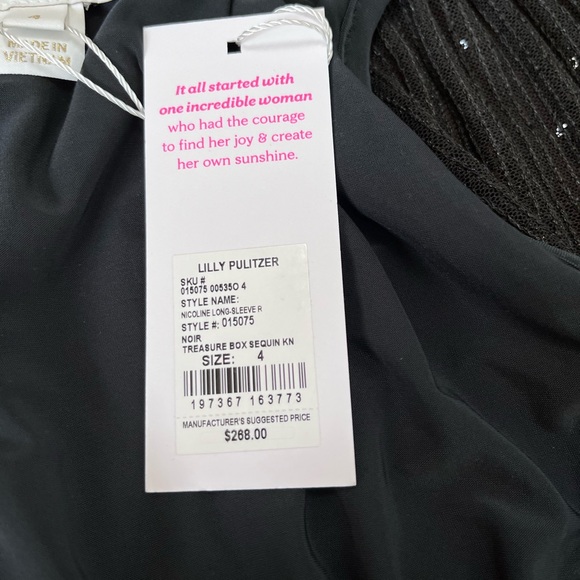 4
MADE IN
VIETNAM
It all started with
one incredible woman
who had the courage
to find her joy & create
her own sunshine.
LILLY PULITZER
SKU #
015075 00535O 4
STYLE NAME:
NICOLINE LONG-SLEEVE R
STYLE #: 015075
NOIR
TREASURE BOX SEQUIN KN
SIZE: 4
197367 163773
MANUFACTURER'S SUGGESTED PRICE
$268.00